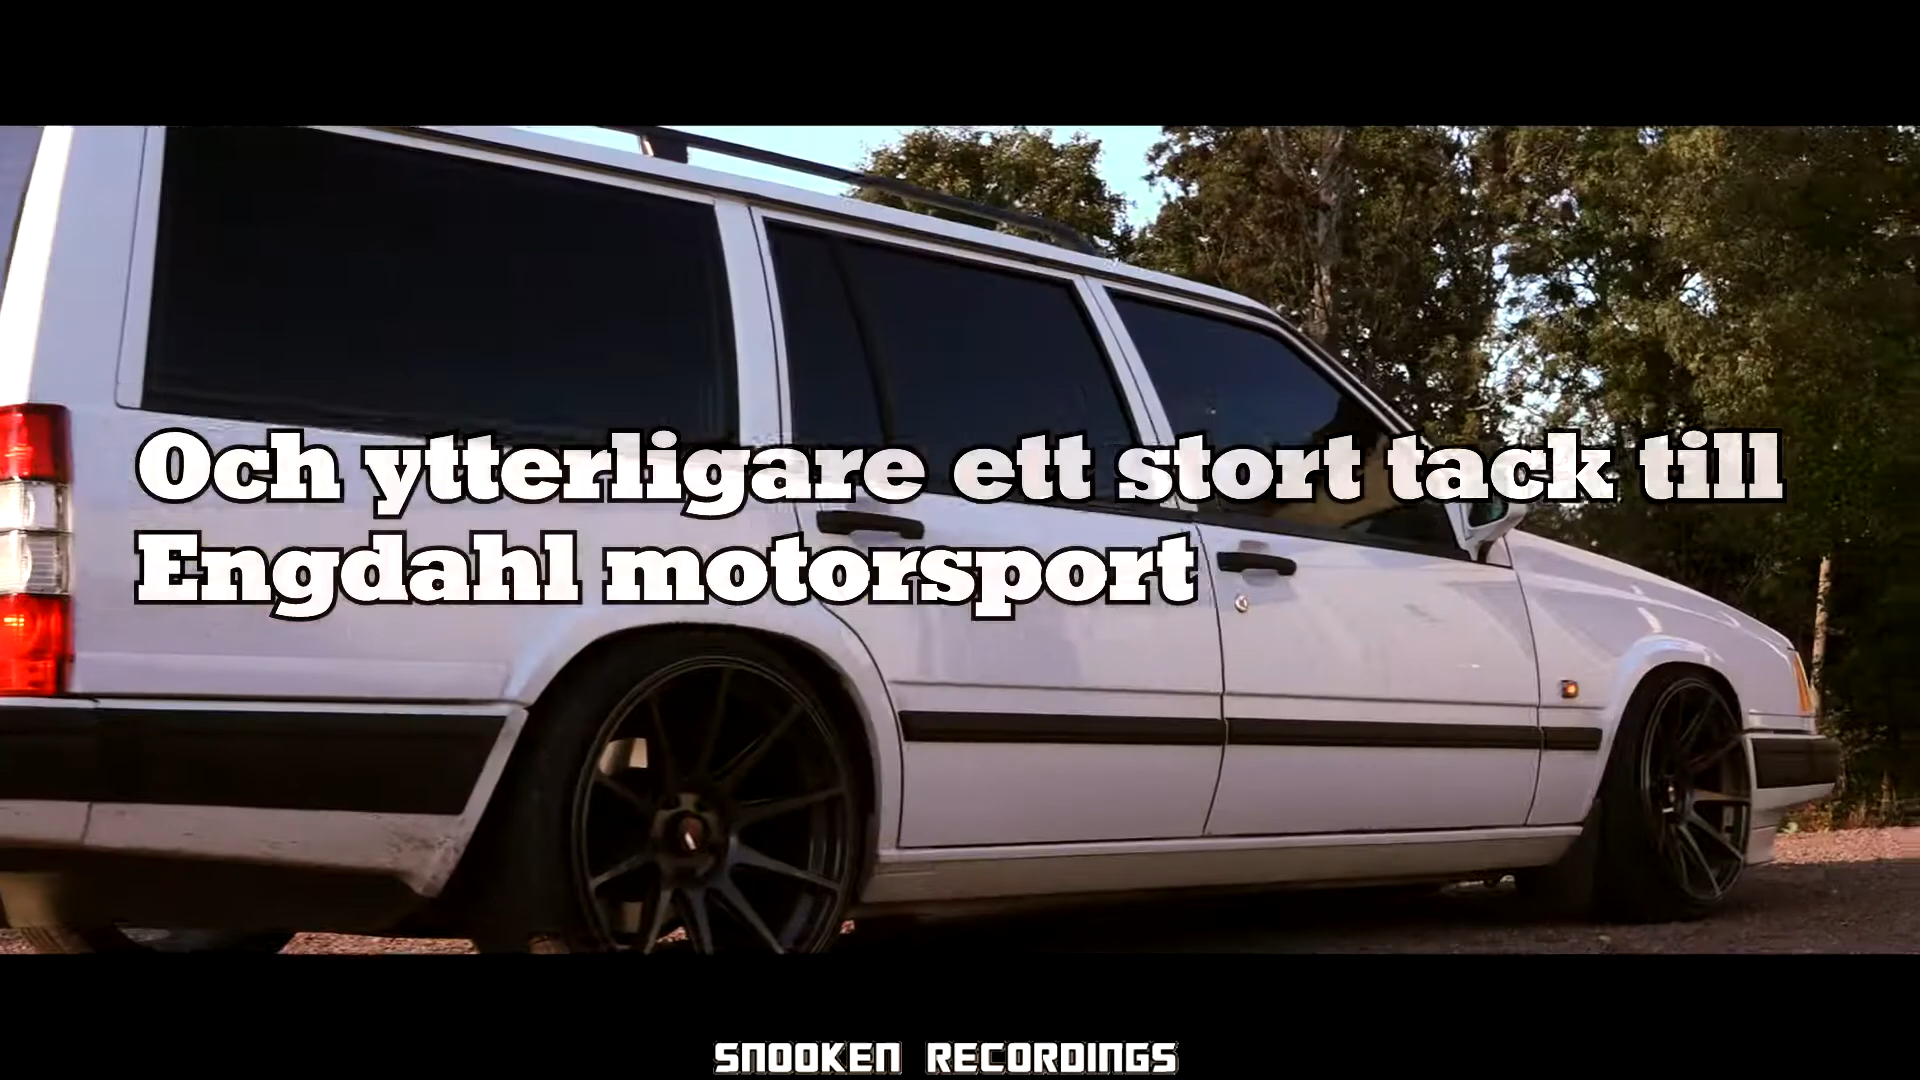 Och ytterligare ett stort tack till
Engdahl motorsport
SNOOKEN RECORDINGS